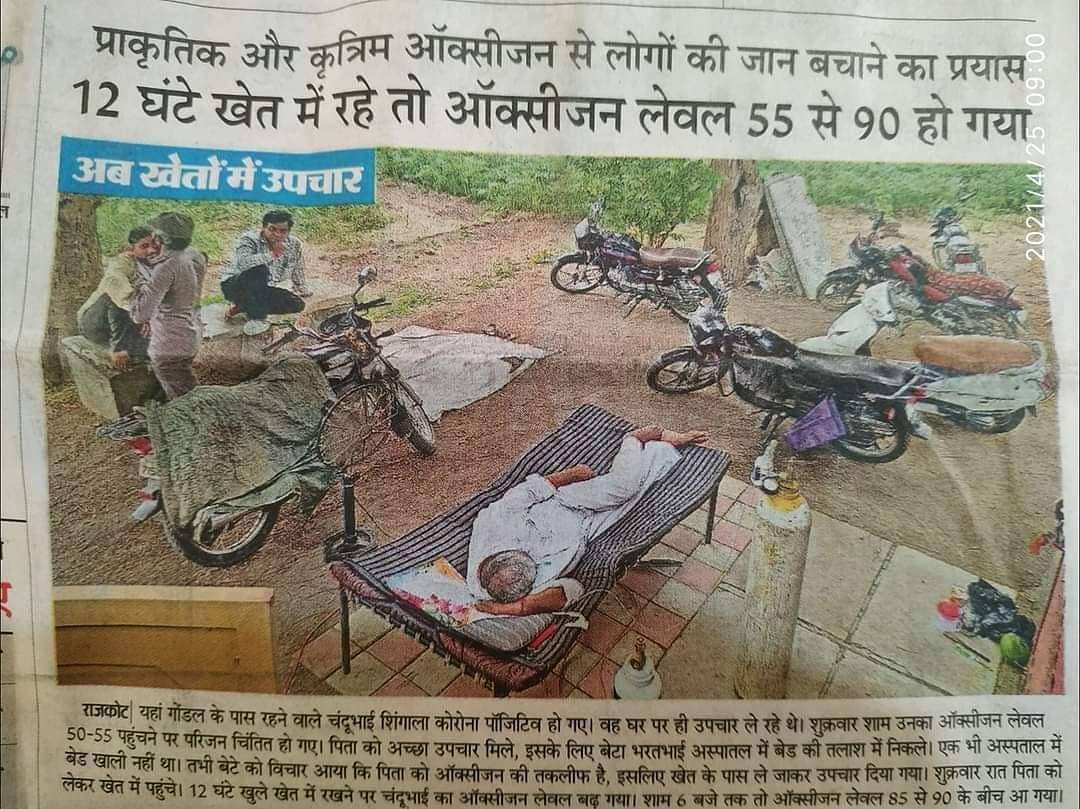 प्राकृतिक और कृत्रिम ऑक्सीजन से लोगों की जान बचाने का प्रयास
12 घंटे खेत में रहे तो ऑक्सीजन लेवल 55 से 90 हो गया
अब खेतों में उपचार
राजकोट| यहां गोंडल के पास रहने वाले चंदूभाई शिंगाला कोरोना पॉजिटिव हो गए। वह घर पर ही उपचार ले रहे थे। शुक्रवार शाम उनका ऑक्सीजन लेवल
50-55 पहुंचने पर परिजन चिंतित हो गए। पिता को अच्छा उपचार मिले, इसके लिए बेटा भरतभाई अस्पातल में बेड की तलाश में निकले। एक भी अस्पताल में
बेड खाली नहीं था। तभी बेटे को विचार आया कि पिता को ऑक्सीजन की तकलीफ है, इसलिए खेत के पास ले जाकर उपचार दिया गया। शुक्रवार रात पिता को
लेकर खेत में पहुंचे। 12 घंटे खुले खेत में रखने पर चंदूभाई का ऑक्सीजन लेवल बढ़ गया। शाम 6 बजे तक तो ऑक्सीजन लेवल 85 से 90 के बीच आ गया।
2021/4/25 09:00